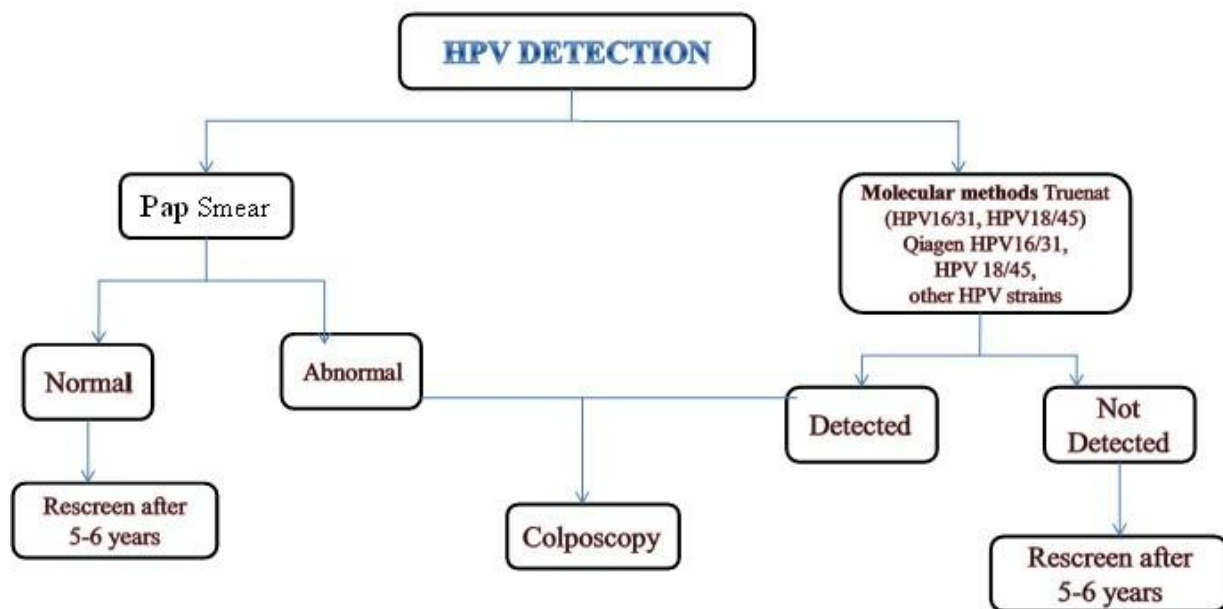 HPV DETECTION
Pap Smear
Molecular methods Truenat
(HPV16/31, HPV18/45)
Qiagen HPV16/31,
HPV 18/45,
other HPV strains
Normal
Abnormal
Detected
Not
Detected
Rescreen after
5-6 years
Colposcopy
Rescreen after
5-6 years